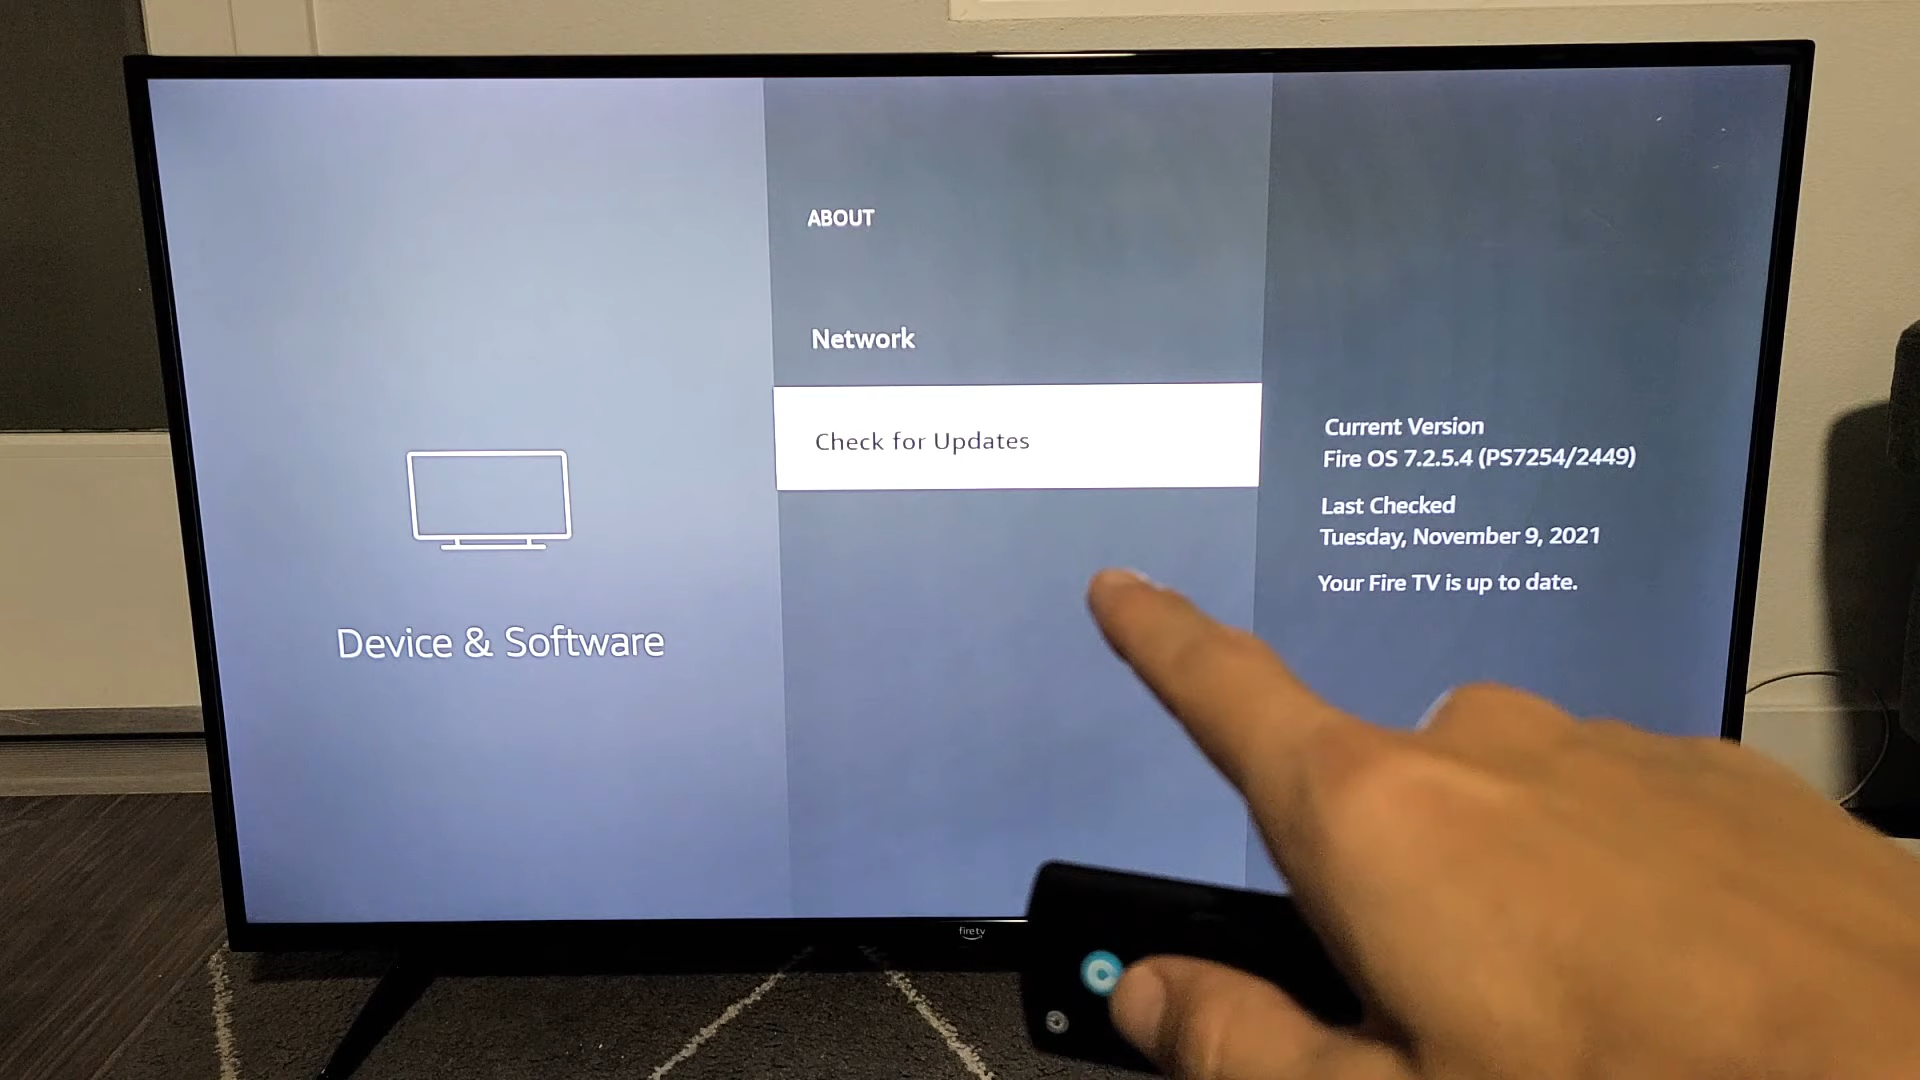 ABOUT
Network
Check for Updates
Current Version
Fire OS 7.2.5.4 (PS7254/2449)
Last Checked
Tuesday, November 9, 2021
Your Fire TV is up to date.
Device & Software
fire tv